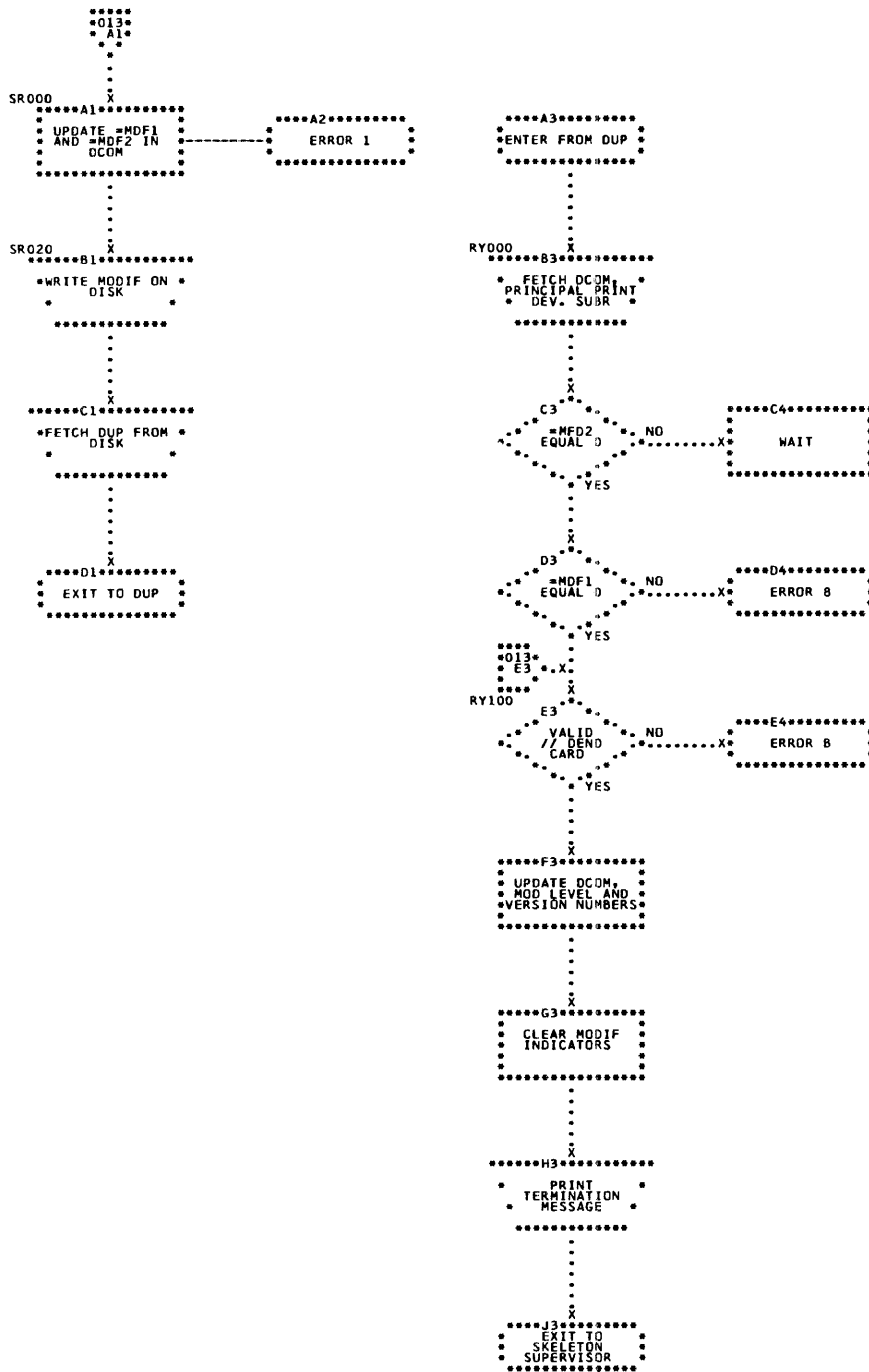 013
A1
SR000
A1
UPDATE =MDF1
AND =MDF2 IN
DCOM
A2
ERROR 1
SR020
B1
WRITE MODIF ON
DISK
C1
FETCH DUP FROM
DISK
D1
EXIT TO DUP
A3
ENTER FROM DUP
RY000
B3
FETCH DCOM,
PRINCIPAL PRINT
DEV. SUBR
C3
=MFD2
EQUAL 0
NO
YES
C4
WAIT
D3
=MDF1
EQUAL 0
NO
YES
D4
ERROR 8
013
E3
RY100
E3
VALID
// DEND
CARD
NO
YES
E4
ERROR 8
F3
UPDATE DCOM,
MOD LEVEL AND
VERSION NUMBERS
G3
CLEAR MODIF
INDICATORS
H3
PRINT
TERMINATION
MESSAGE
J3
EXIT TO
SKELETON
SUPERVISOR